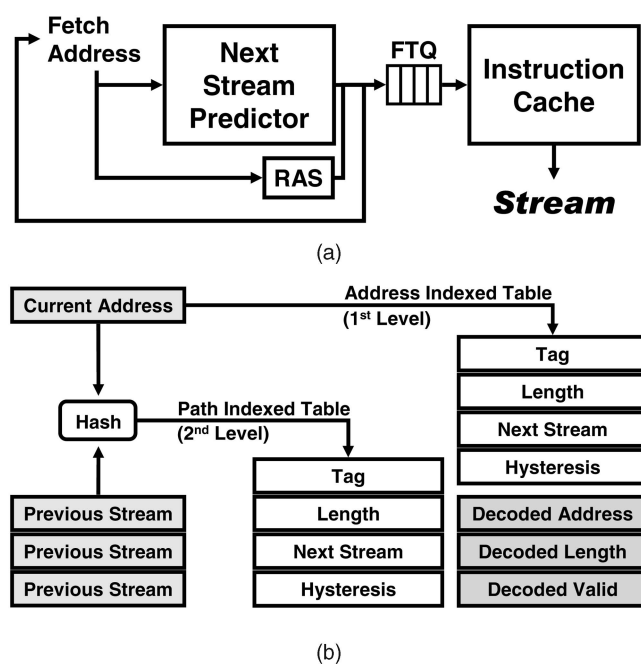 Fetch
Address
Next
Stream
Predictor
RAS
FTQ
Instruction
Cache
Stream
(a)
Current Address
Address Indexed Table
(1st Level)
Hash
Path Indexed Table
(2nd Level)
Previous Stream
Previous Stream
Previous Stream
Tag
Length
Next Stream
Hysteresis
Tag
Length
Next Stream
Hysteresis
Decoded Address
Decoded Length
Decoded Valid
(b)